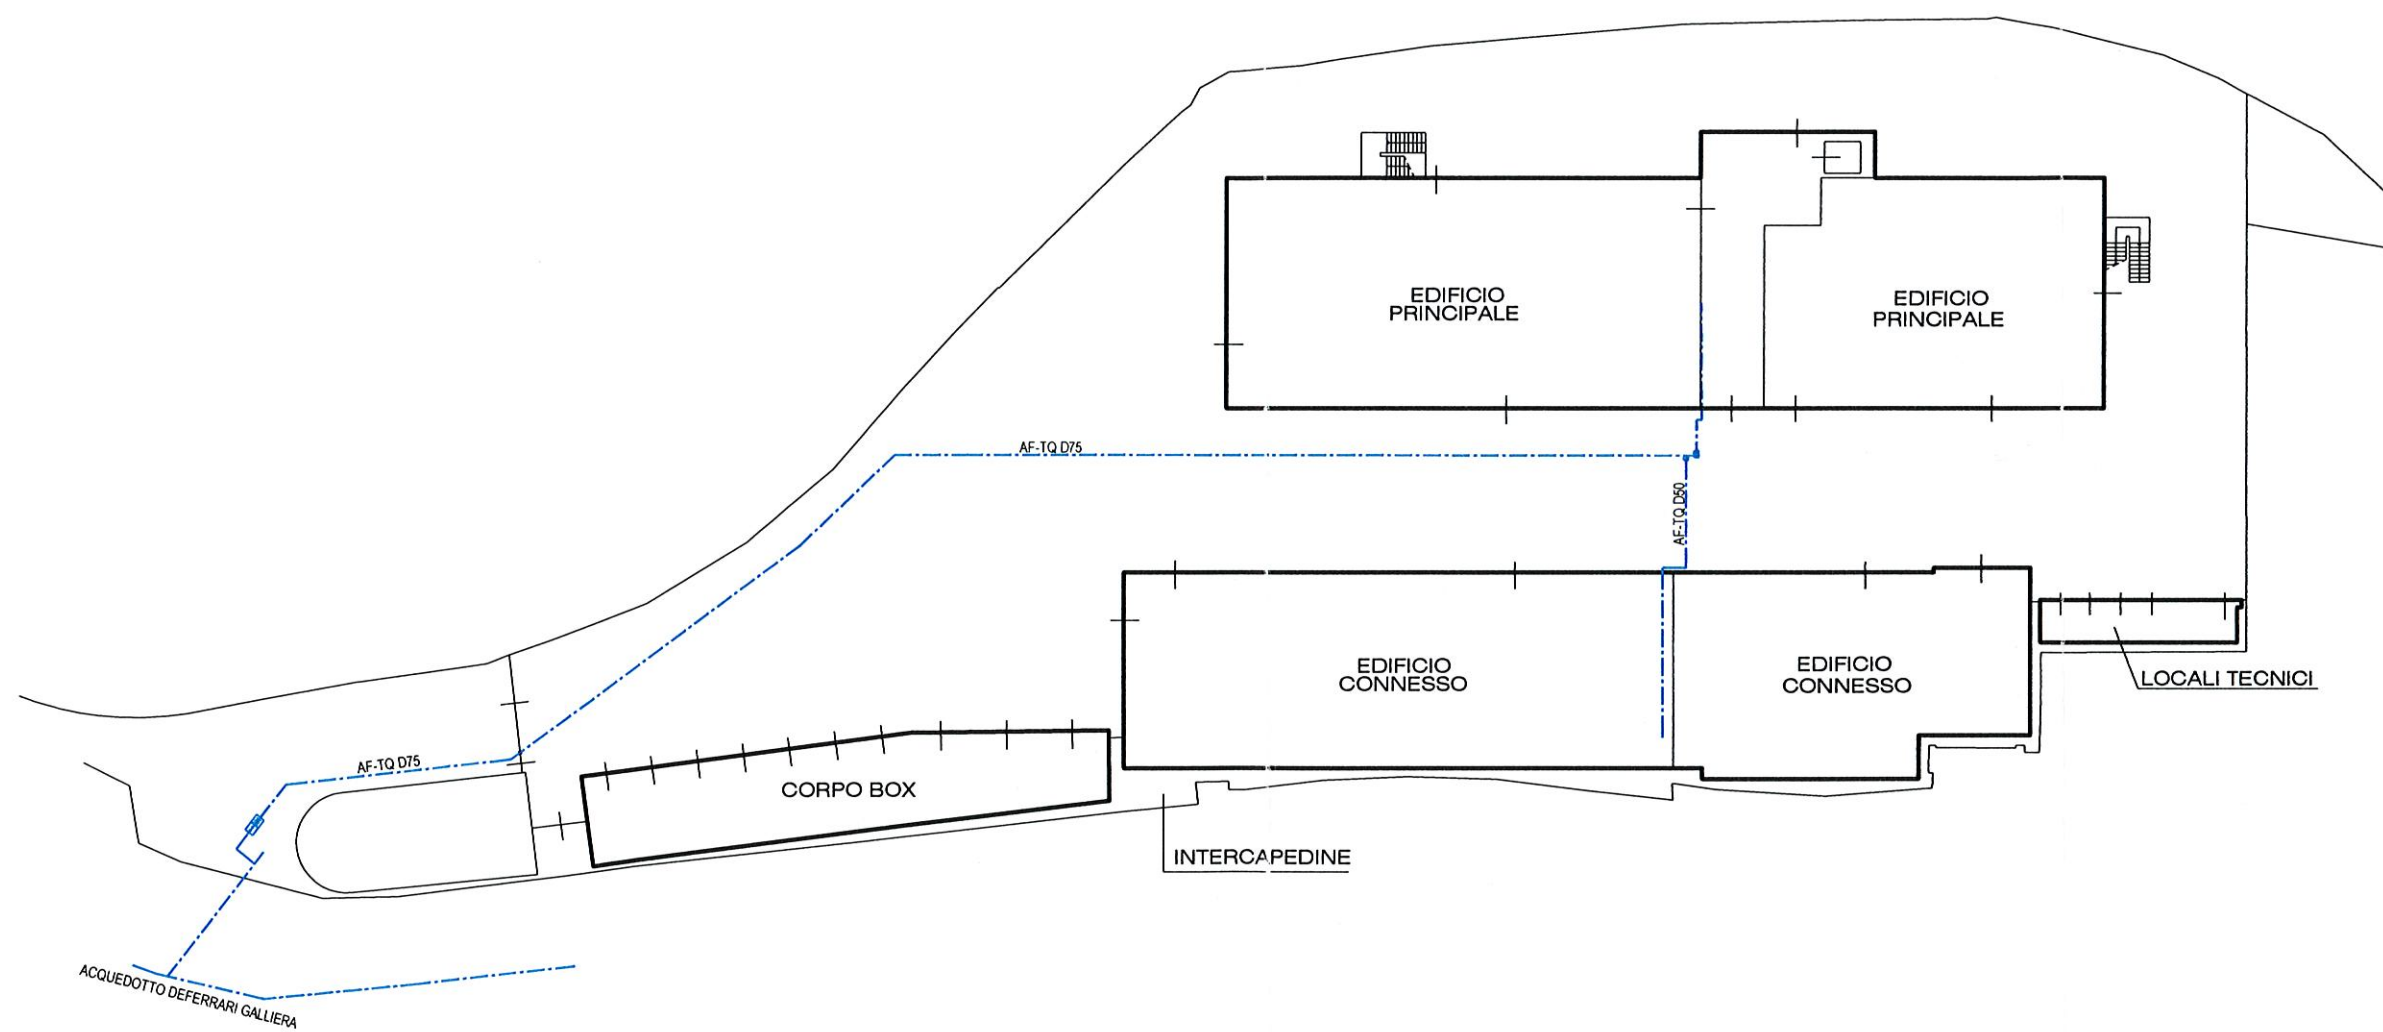 EDIFICIO
PRINCIPALE
EDIFICIO
PRINCIPALE
AF-TQ D75
AF-TQ D50
EDIFICIO
CONNESSO
EDIFICIO
CONNESSO
LOCALI TECNICI
AF-TQ D75
CORPO BOX
INTERCAPEDINE
ACQUEDOTTO DEFERRARI GALLIERA